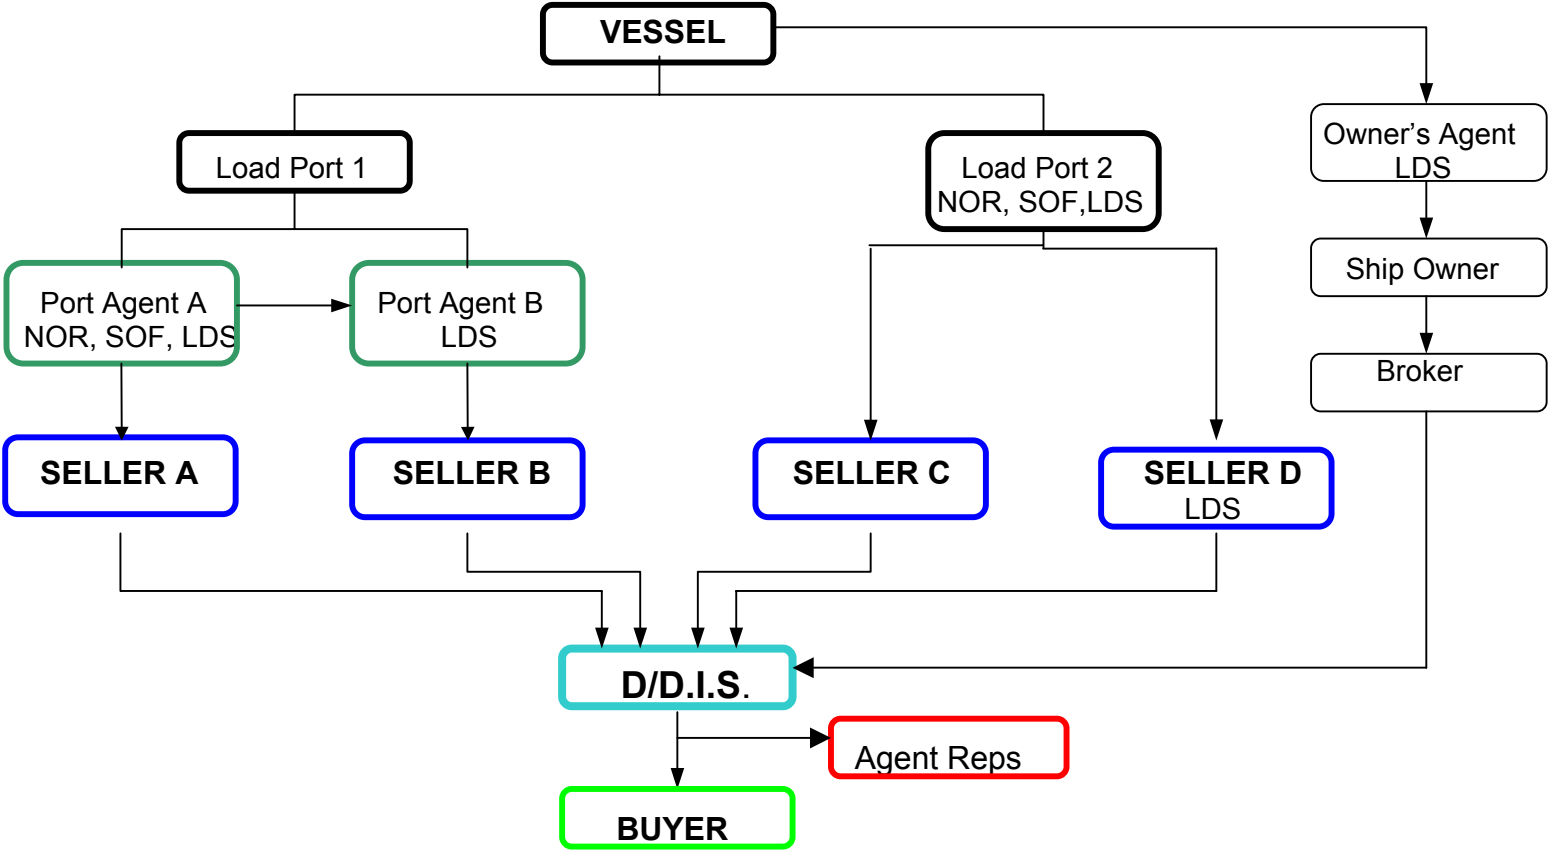 VESSEL
Load Port 1
Load Port 2
NOR, SOF,LDS
Owner's Agent
LDS
Ship Owner
Broker
Port Agent A
NOR, SOF, LDS
Port Agent B
LDS
SELLER A
SELLER B
SELLER C
SELLER D
LDS
D/D.I.S.
Agent Reps
BUYER